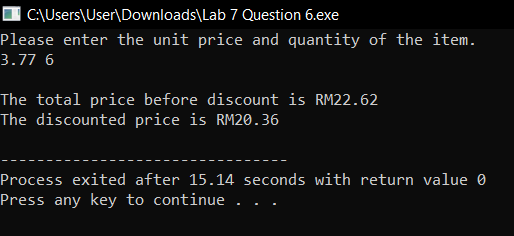 C:\Users\User\Downloads\Lab 7 Question 6.exe
Please enter the unit price and quantity of the item.
3.77 6
The total price before discount is RM22.62
The discounted price is RM20.36
--------------------------------
Process exited after 15.14 seconds with return value 0
Press any key to continue . . .